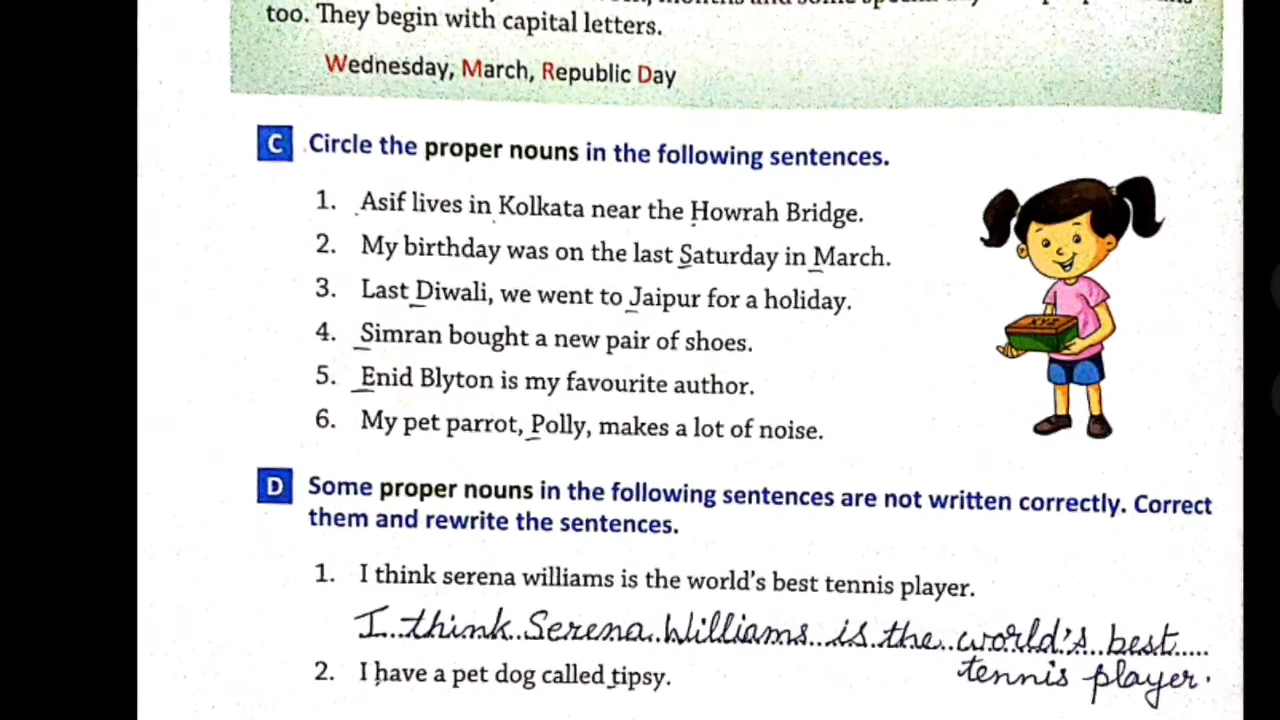 too. They begin with capital letters.
Wednesday, March, Republic Day
C Circle the proper nouns in the following sentences.
1. Asif lives in Kolkata near the Howrah Bridge.
2. My birthday was on the last Saturday in March.
3. Last Diwali, we went to Jaipur for a holiday.
4. Simran bought a new pair of shoes.
5. Enid Blyton is my favourite author.
6. My pet parrot, Polly, makes a lot of noise.
XYZ
D Some proper nouns in the following sentences are not written correctly. Correct
them and rewrite the sentences.
1. I think serena williams is the world's best tennis player.
I think Serena Williams is the world's best
tennis player.
2. I have a pet dog called tipsy.